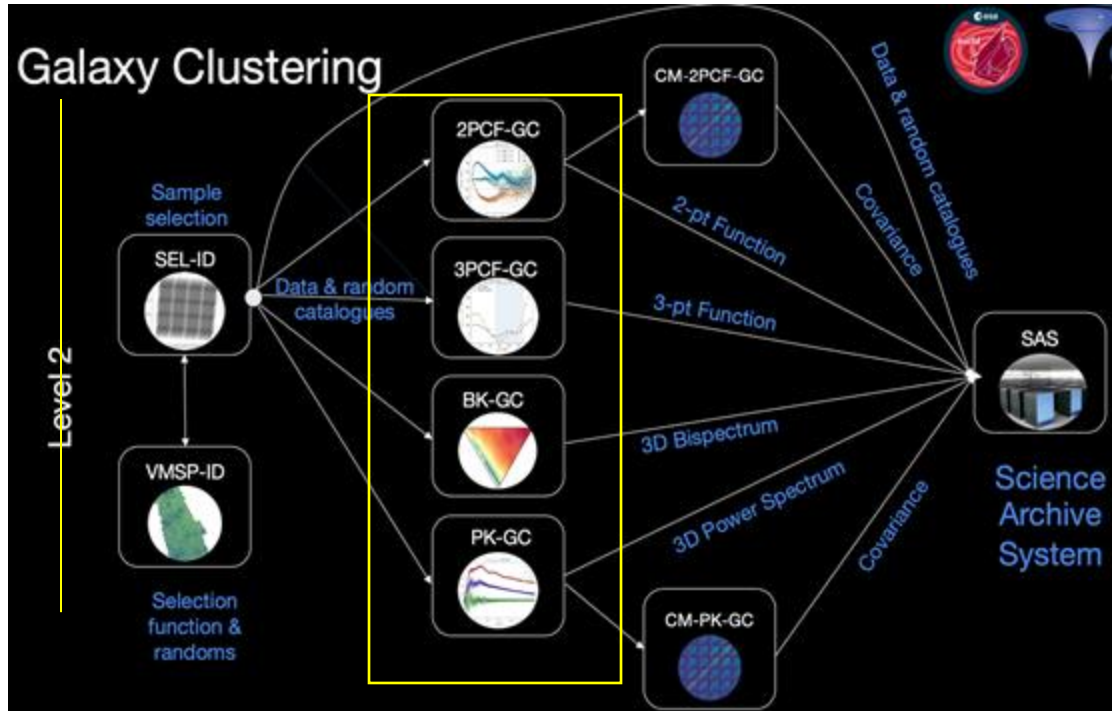 Galaxy Clustering
Level 2
Sample
selection
SEL-ID
VMSP-ID
Selection
function &
randoms
Data & random
catalogues
2PCF-GC
3PCF-GC
BK-GC
PK-GC
CM-2PCF-GC
CM-PK-GC
2-pt Function
3-pt Function
3D Bispectrum
3D Power Spectrum
Covariance
Covariance
Data & random catalogues
SAS
Science
Archive
System
esa